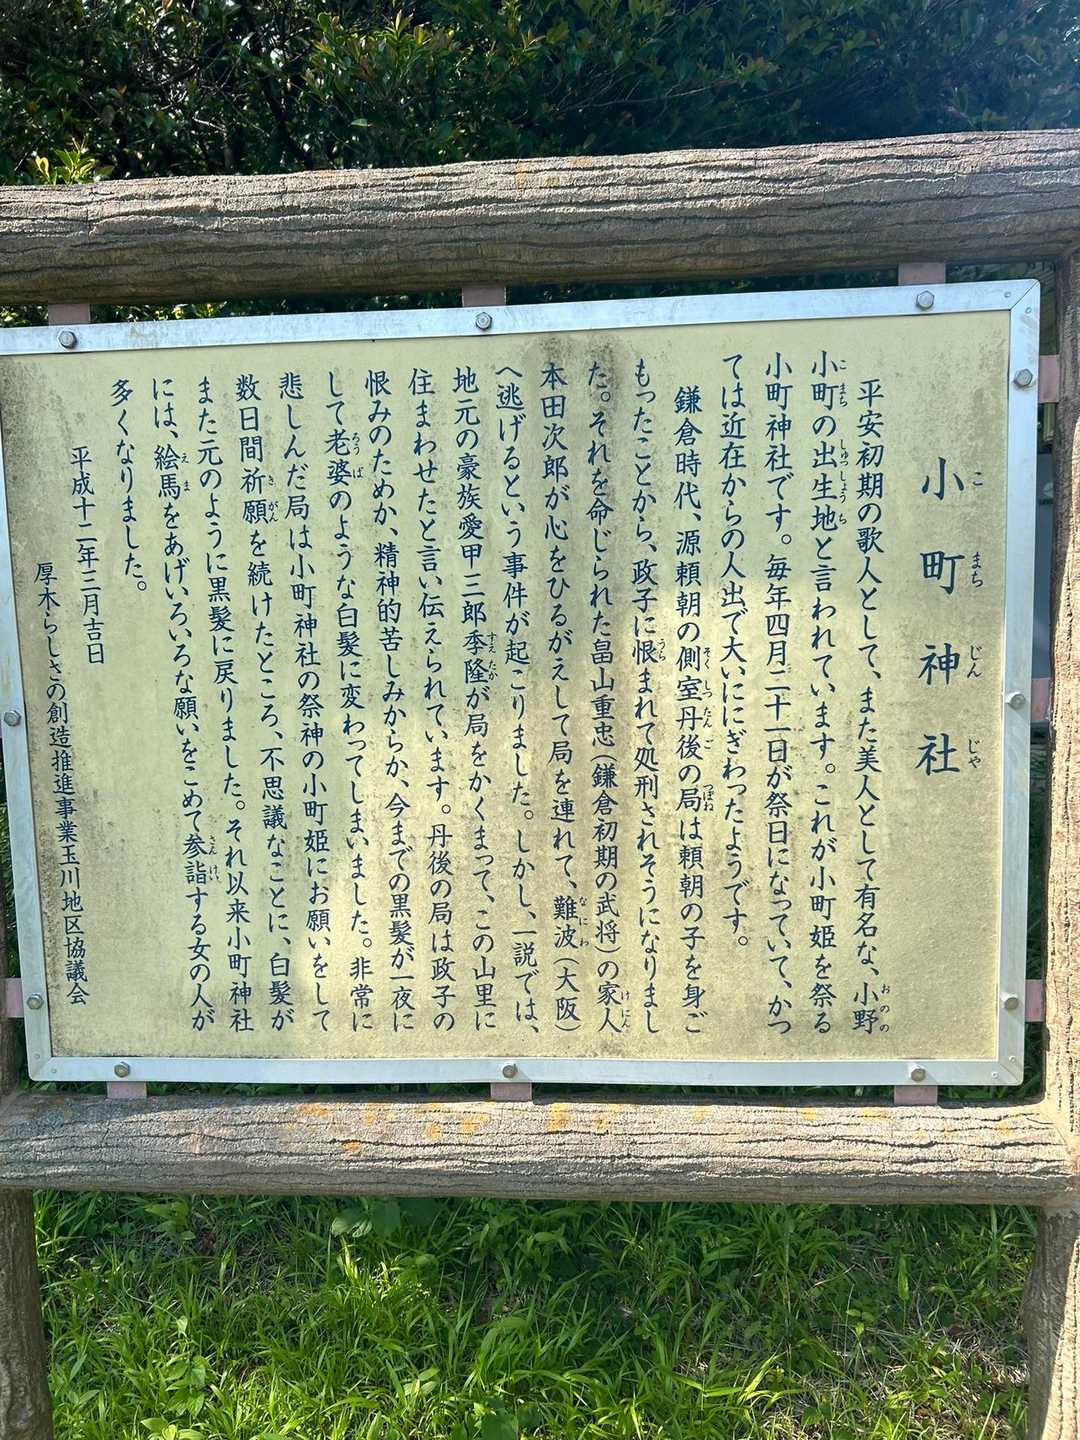 小町神社
平安初期の歌人として、また美人として有名な、小野
小町の出生地と言われています。これが小町姫を祭る
小町神社です。毎年四月二十一日が祭日になっていて、かつ
ては近在からの人出で大いににぎわったようです。
鎌倉時代、源頼朝の側室丹後の局は頼朝の子を身ご
もったことから、政子に恨まれて処刑されそうになりまし
た。それを命じられた畠山重忠(鎌倉初期の武将)の家人
本田次郎が心をひるがえして局を連れて、難波(大阪)
へ逃げるという事件が起こりました。しかし、一説では、
地元の豪族愛甲三郎季隆が局をかくまって、この山里に
住まわせたと言い伝えられています。丹後の局は政子の
恨みのためか、精神的苦しみからか、今までの黒髪が一夜に
して老婆のような白髪に変わってしまいました。非常に
悲しんだ局は小町神社の祭神の小町姫にお願いをして
数日間祈願を続けたところ、不思議なことに、白髪が
また元のように黒髪に戻りました。それ以来小町神社
には、絵馬をあげいろいろな願いをこめて参詣する女の人が
多くなりました。
平成十二年三月吉日
厚木らしさの創造推進事業玉川地区協議会